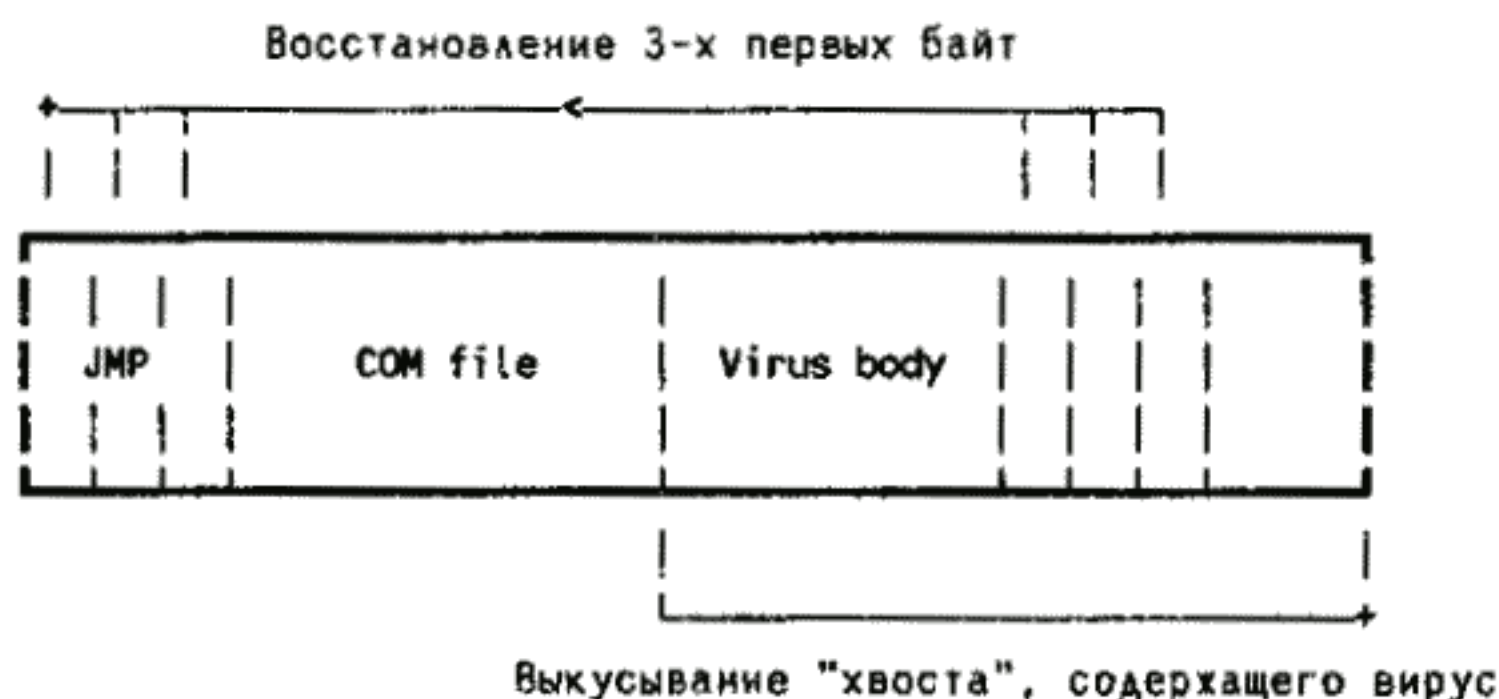 Восстановление 3-х первых байт
JMP COM file Virus body
Выкусывание "хвоста", содержащего вирус